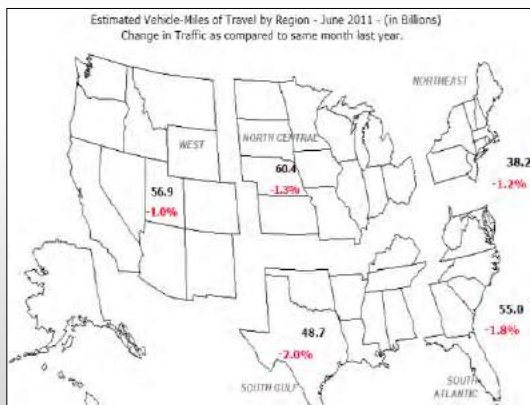 Estimated Vehicle-Miles of Travel by Region - June 2011 - (in Billions)
Change in Traffic as compared to same month last year.
NORTHEAST
WEST
NORTH CENTRAL
38.2
-1.2%
60.4
-1.3%
56.9
-1.0%
55.0
-1.8%
48.7
-2.0%
SOUTH GULF
SOUTH
ATLANTIC